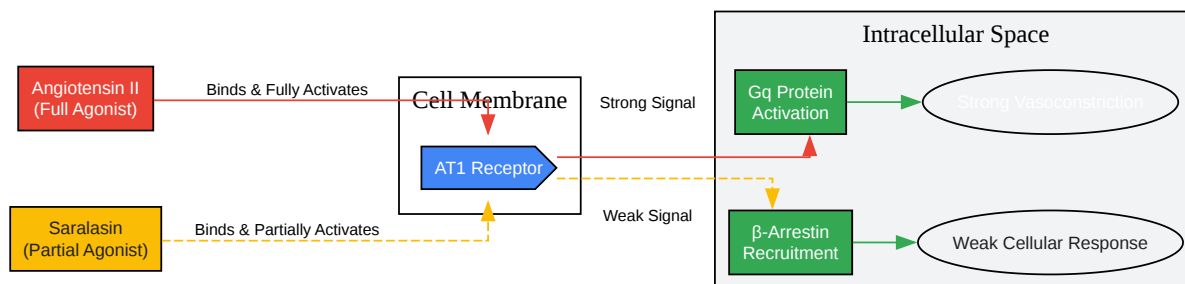 Intracellular Space
Angiotensin II
(Full Agonist)
Binds & Fully Activates
Cell Membrane
Strong Signal
Gq Protein
Activation
Strong Vasoconstriction
AT1 Receptor
Saralasin
(Partial Agonist)
Binds & Partially Activates
Weak Signal
β-Arrestin
Recruitment
Weak Cellular Response